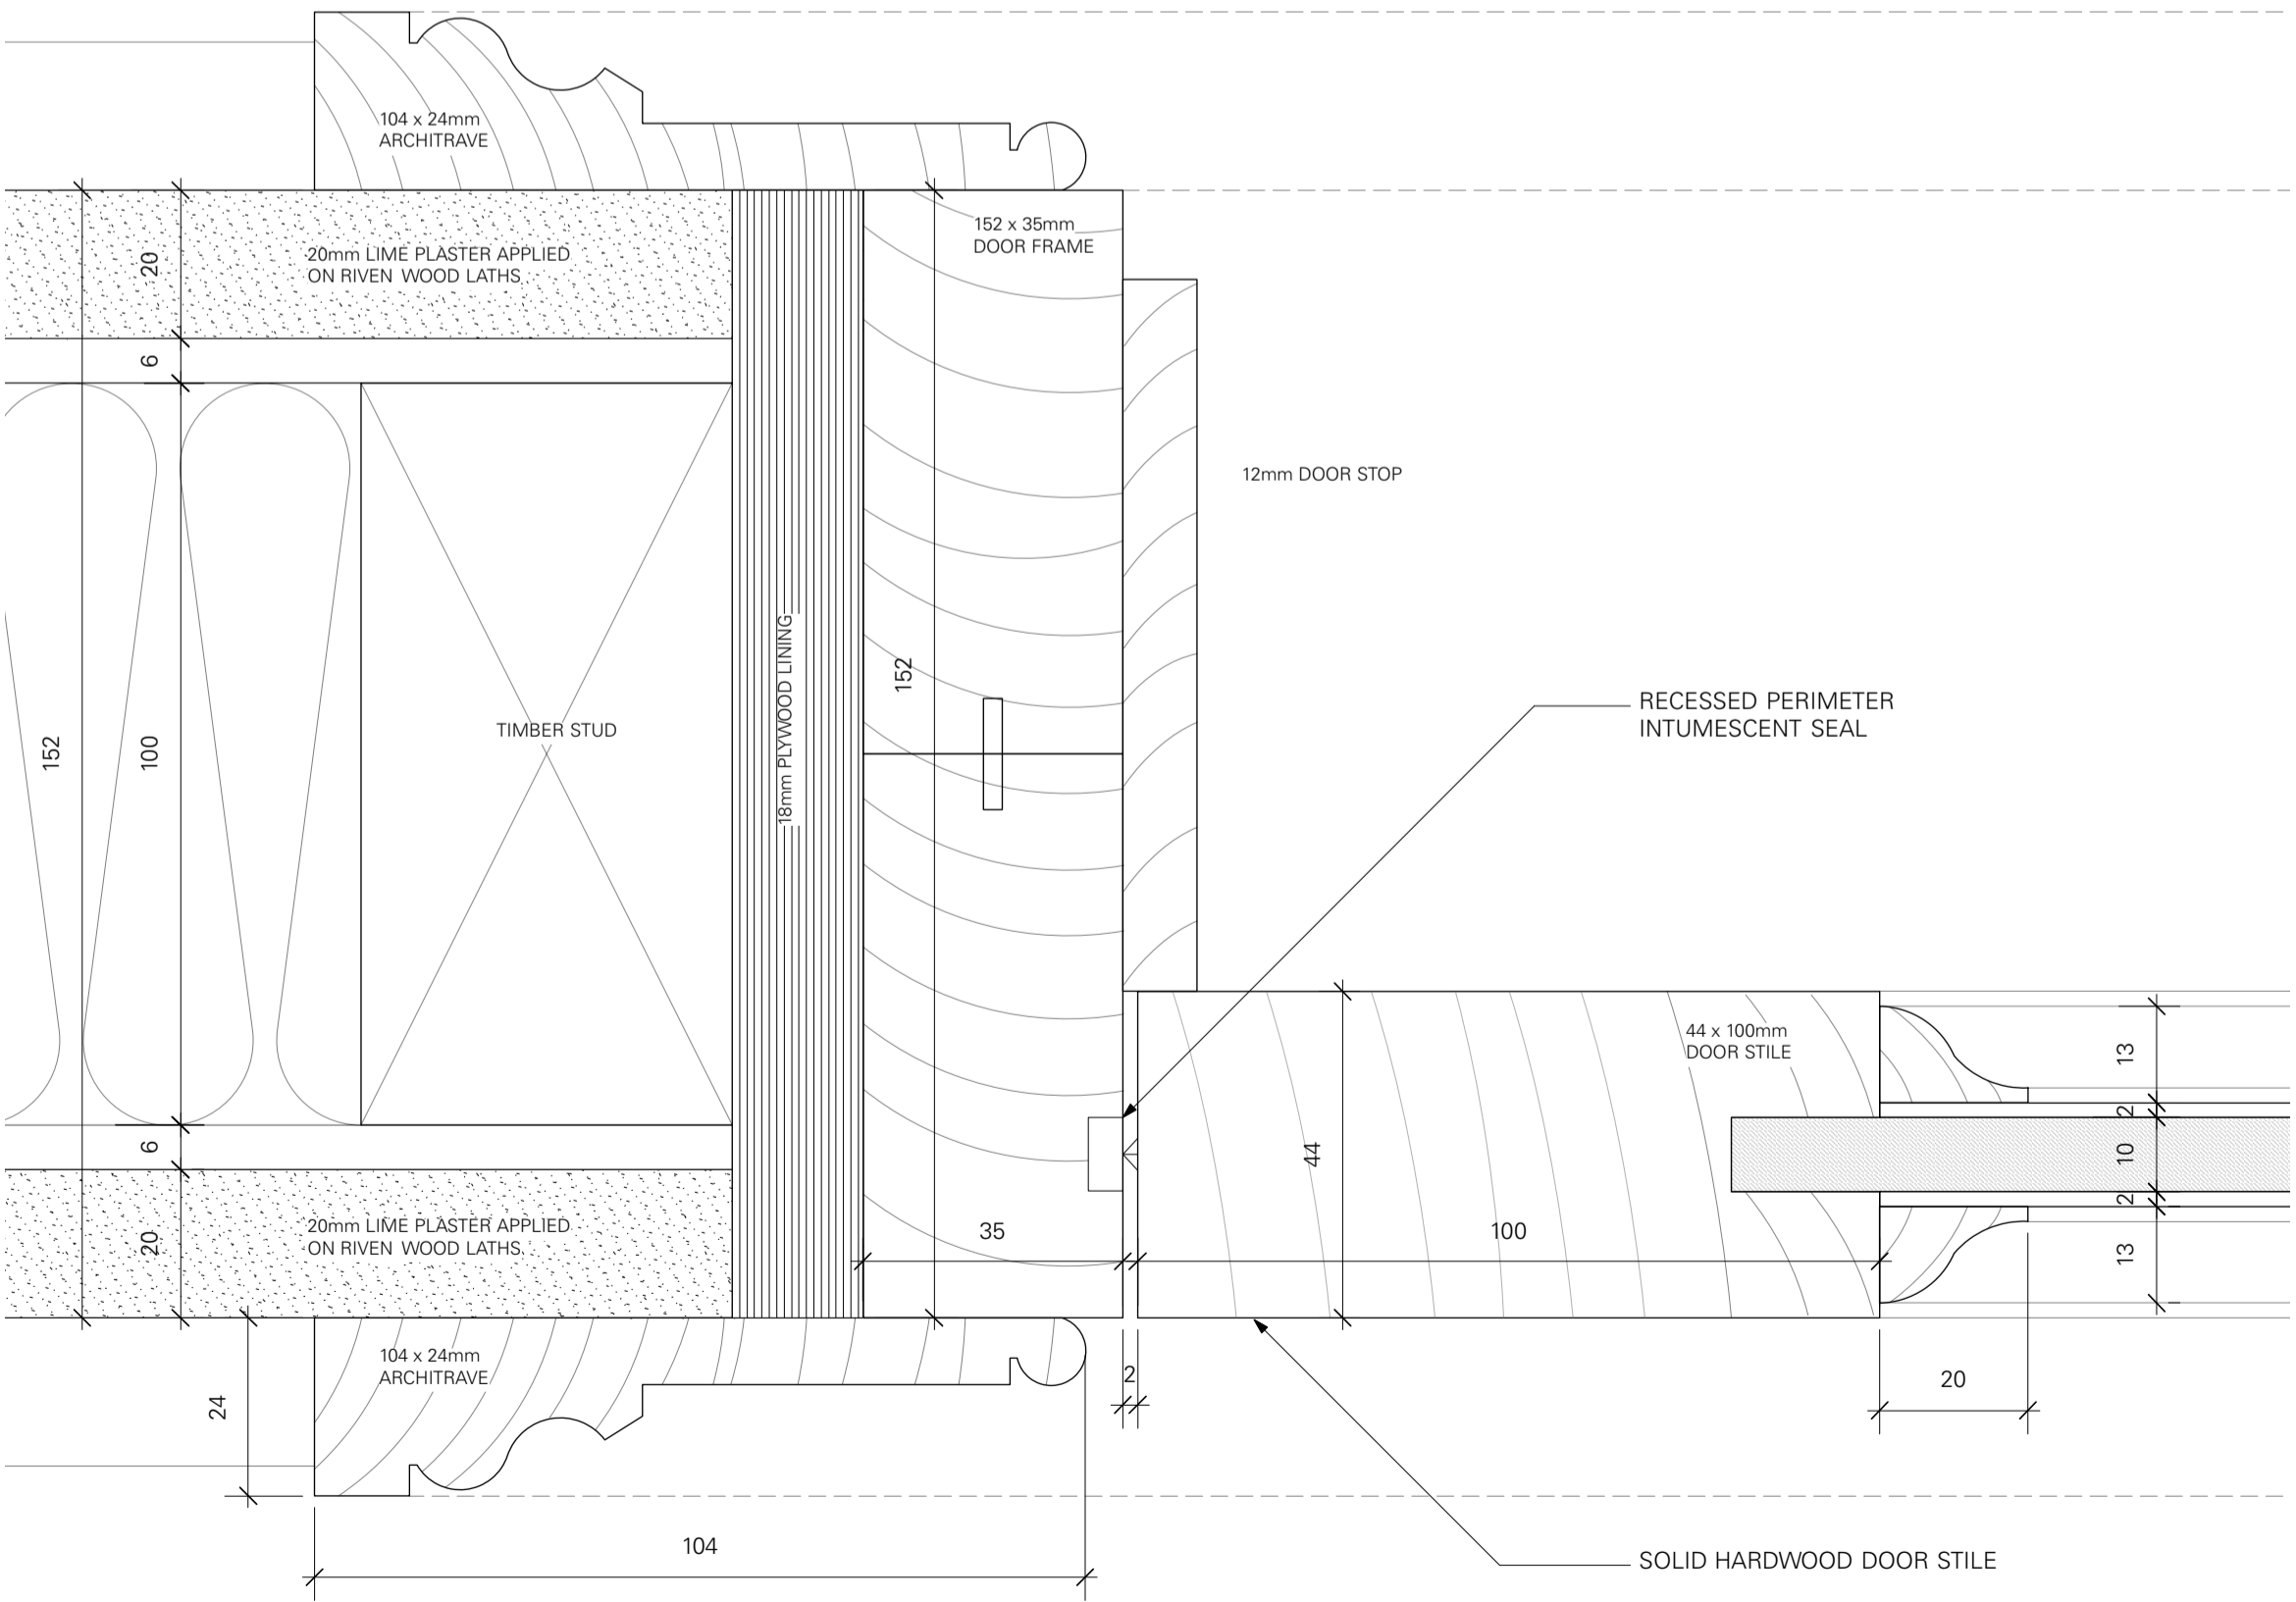 104 x 24mm
ARCHITRAVE
152 x 35mm
DOOR FRAME
20mm LIME PLASTER APPLIED
ON RIVEN WOOD LATHS
20
6
12mm DOOR STOP
18mm PLYWOOD LINING
152
RECESSED PERIMETER
INTUMESCENT SEAL
TIMBER STUD
152
100
44 x 100mm
DOOR STILE
13
2
10
2
13
44
6
20
20mm LIME PLASTER APPLIED
ON RIVEN WOOD LATHS
35
100
104 x 24mm
ARCHITRAVE
24
2
20
104
SOLID HARDWOOD DOOR STILE